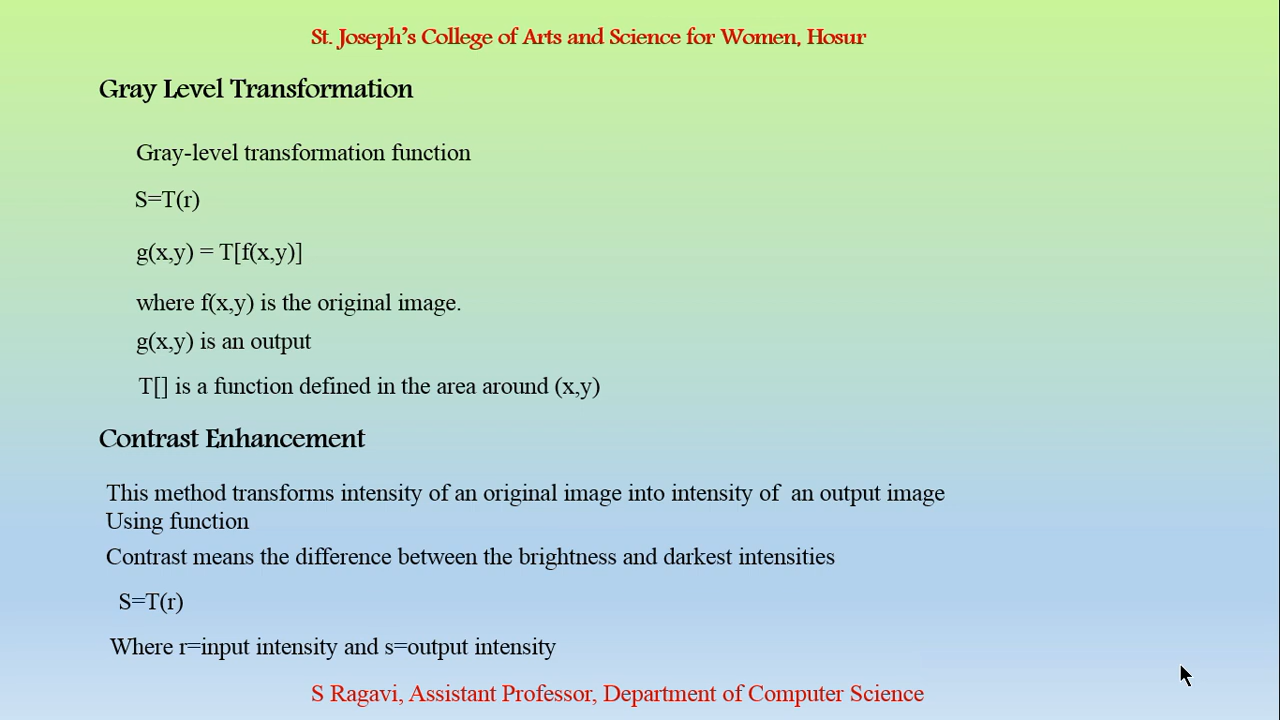 St. Joseph's College of Arts and Science for Women, Hosur
Gray Level Transformation
Gray-level transformation function
S=T(r)
g(x,y) = T[f(x,y)]
where f(x,y) is the original image.
g(x,y) is an output
T[] is a function defined in the area around (x,y)
Contrast Enhancement
This method transforms intensity of an original image into intensity of  an output image
Using function
Contrast means the difference between the brightness and darkest intensities
S=T(r)
Where r=input intensity and s=output intensity
S Ragavi, Assistant Professor, Department of Computer Science